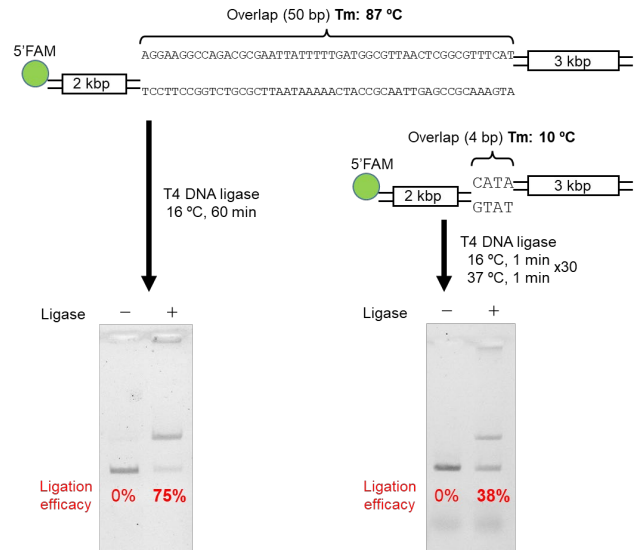 Overlap (50 bp) Tm: 87 ºC
5'FAM
AGGAAGGCCAGACGCGAATTATTTTTGATGGCGTTAACTCGGCGTTTCAT
3 kbp
2 kbp
TCCTTCCGGTCTGCGCTTAATAAAAACTACCGCAATTGAGCCGCAAAGTA
Overlap (4 bp) Tm: 10 ºC
5'FAM
CATA
3 kbp
2 kbp
GTAT
T4 DNA ligase
16 ºC, 60 min
T4 DNA ligase
16 ºC, 1 min
37 ºC, 1 min
x30
Ligase − +
Ligase − +
Ligation
efficacy
0% 75%
Ligation
efficacy
0% 38%